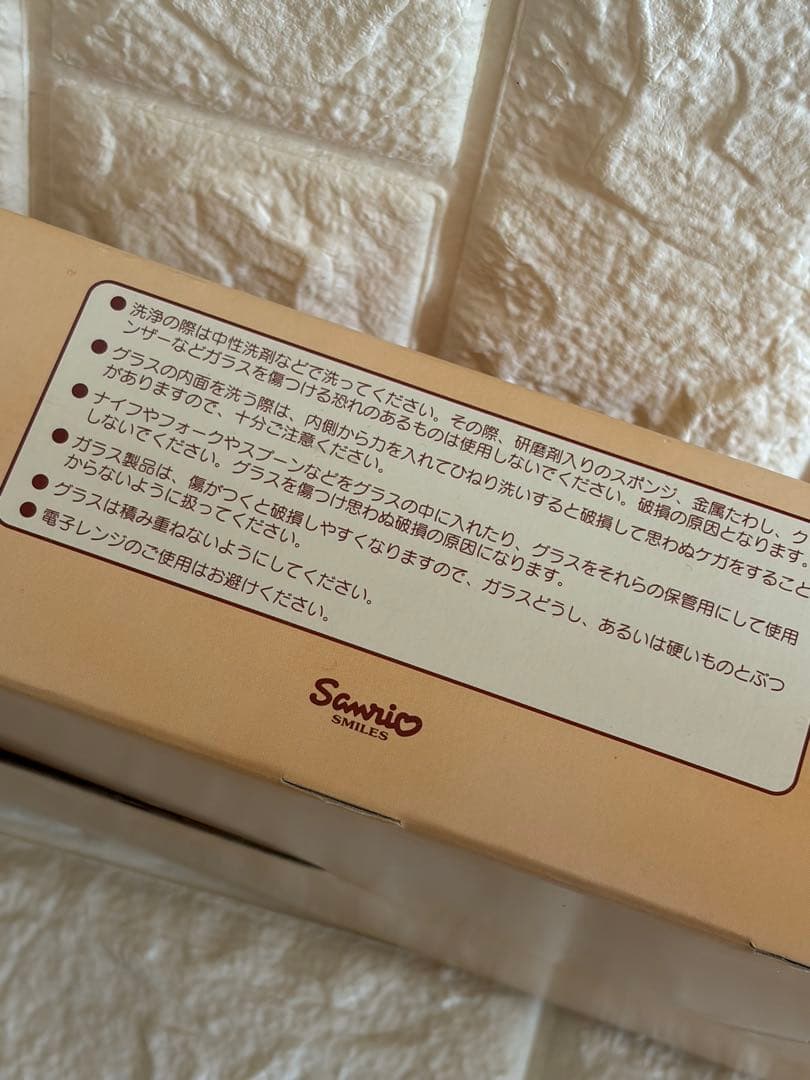 ●洗浄の際は中性洗剤などで洗ってください。その際、研磨剤入りのスポンジ、金属たわし、ク
ンザーなどガラスを傷つける恐れのあるものは使用しないでください。破損の原因となります。
●グラスの内面を洗う際は、内側から力を入れてひねり洗いすると破損して思わぬケガをすること
がありますので、十分ご注意ください。
●ナイフやフォークやスプーンなどをグラスの中に入れたり、グラスをそれらの保管用にして使用
しないでください。グラスを傷つけ思わぬ破損の原因になります。
●ガラス製品は、傷がつくと破損しやすくなりますので、ガラスどうし、あるいは硬いものとぶつ
からないように扱ってください。
●グラスは積み重ねないようにしてください。
●電子レンジのご使用はお避けください。
Sanrio
SMILES